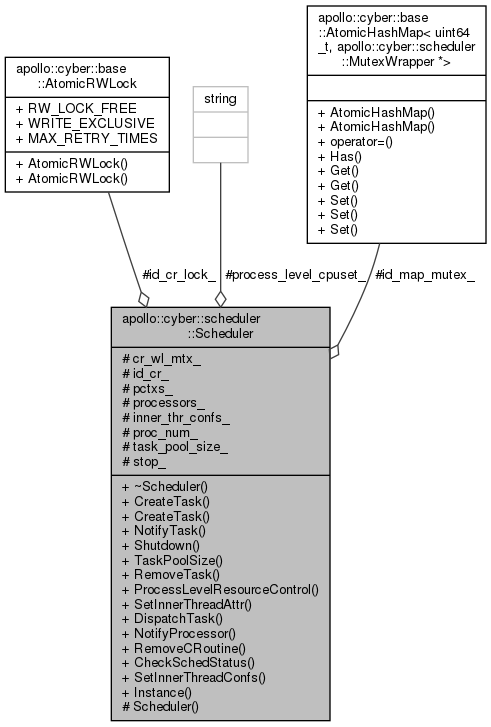 apollo::cyber::base
::AtomicRWLock
+ RW_LOCK_FREE
+ WRITE_EXCLUSIVE
+ MAX_RETRY_TIMES
+ AtomicRWLock()
+ AtomicRWLock()
string
apollo::cyber::base
::AtomicHashMap< uint64
_t, apollo::cyber::scheduler
::MutexWrapper *>
+ AtomicHashMap()
+ AtomicHashMap()
+ operator=()
+ Has()
+ Get()
+ Get()
+ Set()
+ Set()
+ Set()
#id_cr_lock_
#process_level_cpuset_
#id_map_mutex_
apollo::cyber::scheduler
::Scheduler
# cr_wl_mtx_
# id_cr_
# pctxs_
# processors_
# inner_thr_confs_
# proc_num_
# task_pool_size_
# stop_
+ ~Scheduler()
+ CreateTask()
+ CreateTask()
+ NotifyTask()
+ Shutdown()
+ TaskPoolSize()
+ RemoveTask()
+ ProcessLevelResourceControl()
+ SetInnerThreadAttr()
+ DispatchTask()
+ NotifyProcessor()
+ RemoveCRoutine()
+ CheckSchedStatus()
+ SetInnerThreadConfs()
+ Instance()
# Scheduler()